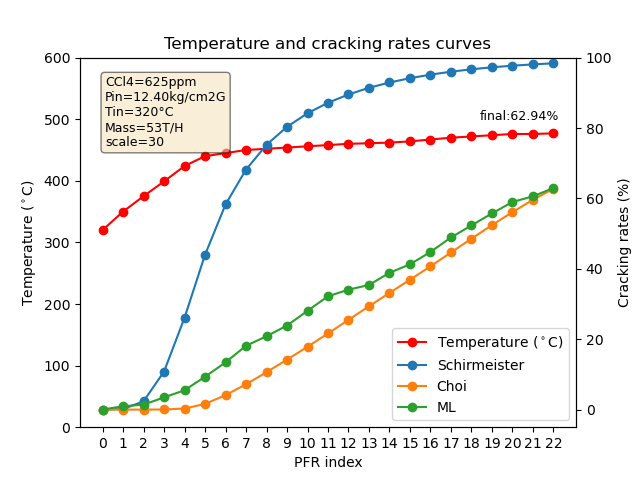 Temperature and cracking rates curves
600
500
400
300
200
100
0
Temperature (°C)
CCl4=625ppm
Pin=12.40kg/cm2G
Tin=320°C
Mass=53T/H
scale=30
final:62.94%
100
80
60
40
20
0
Cracking rates (%)
Temperature (°C)
Schirmeister
Choi
ML
0 1 2 3 4 5 6 7 8 9 10 11 12 13 14 15 16 17 18 19 20 21 22
PFR index